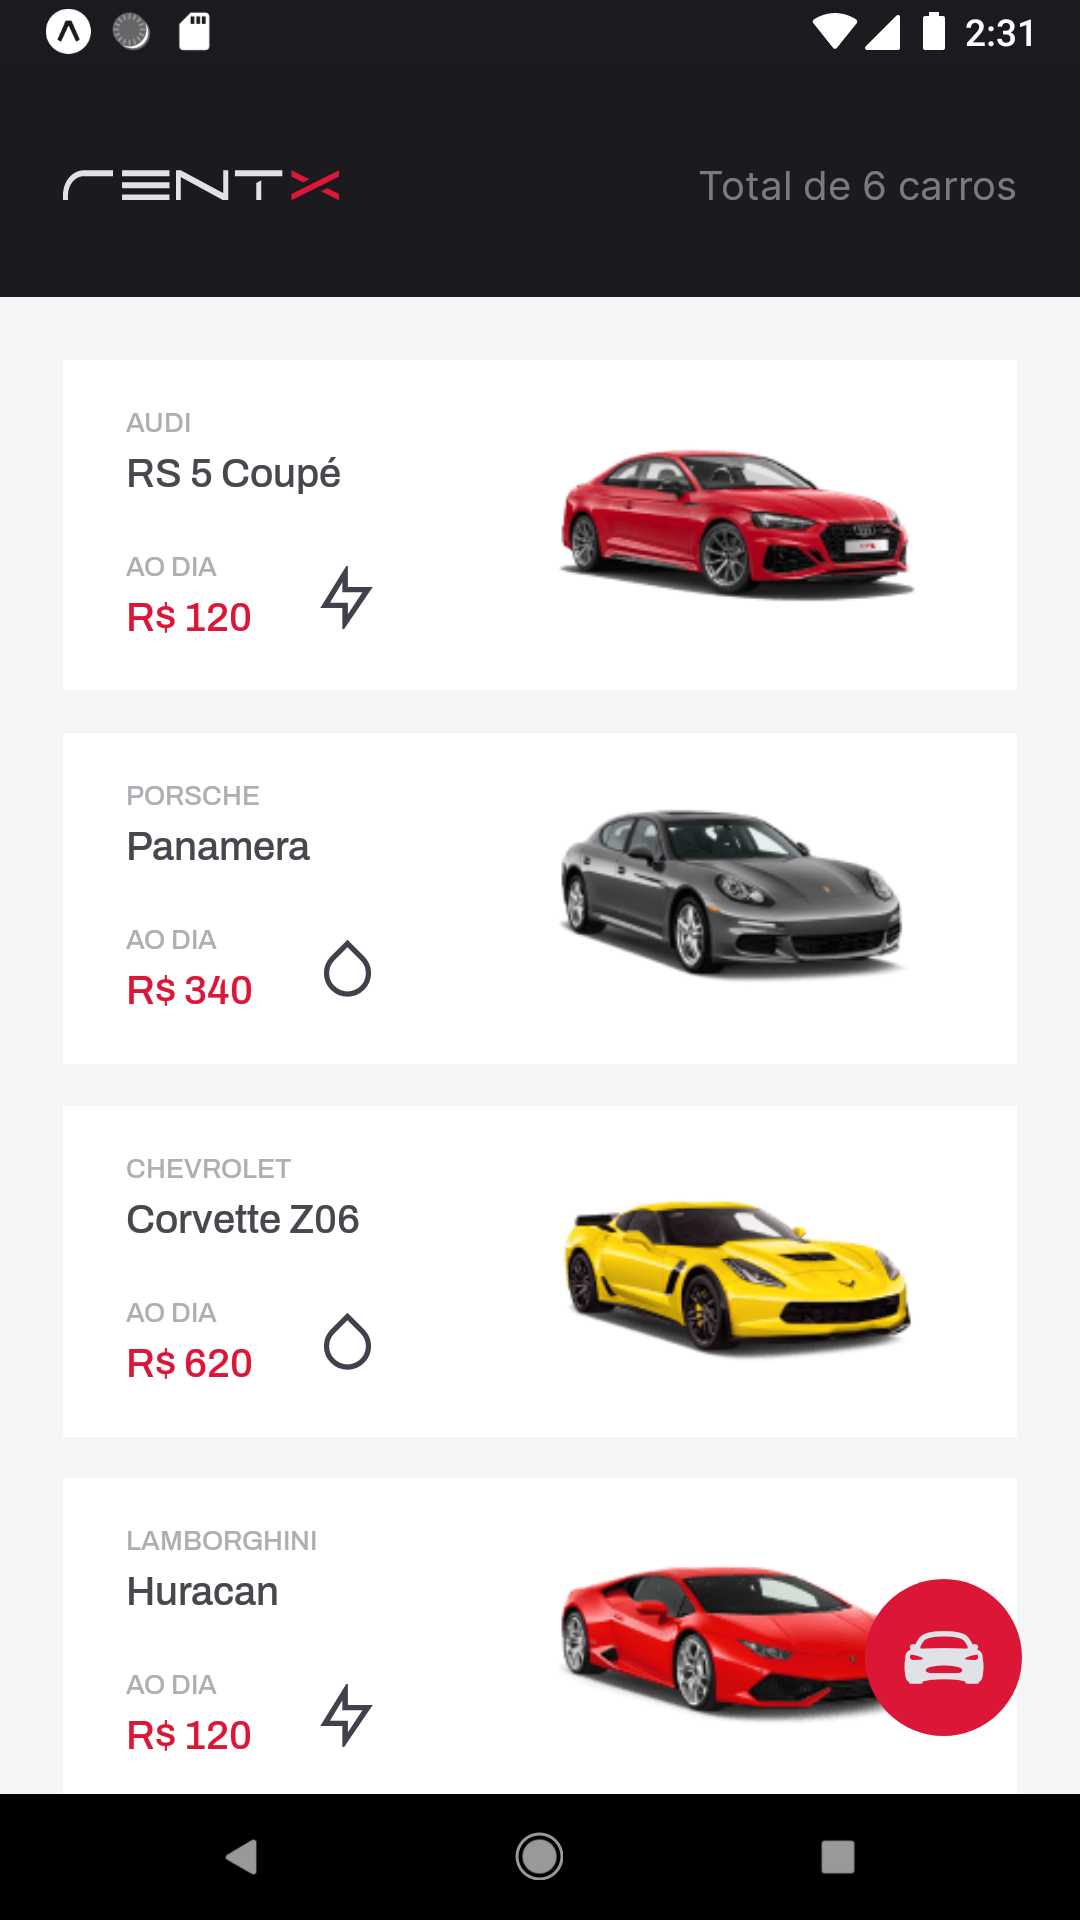 2:31
RENTX
Total de 6 carros
AUDI
RS 5 Coupé
AO DIA
R$ 120
PORSCHE
Panamera
AO DIA
R$ 340
CHEVROLET
Corvette Z06
AO DIA
R$ 620
LAMBORGHINI
Huracan
AO DIA
R$ 120